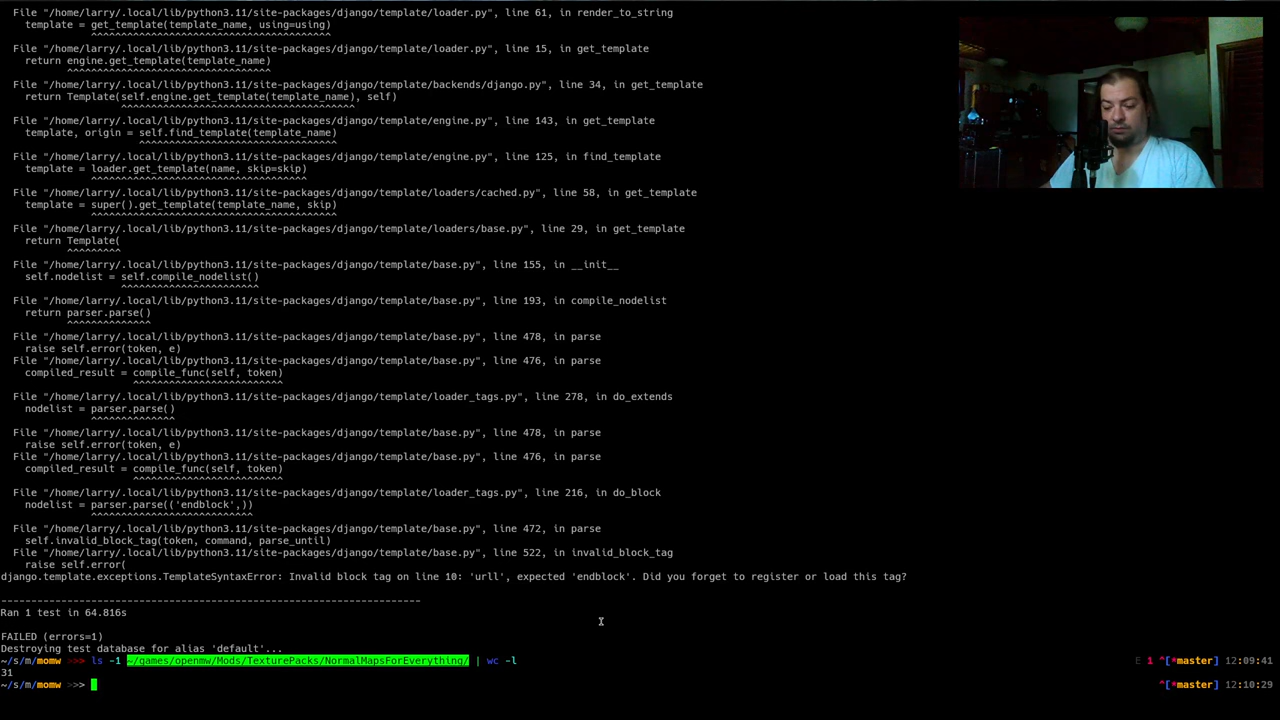 File "/home/larry/.local/lib/python3.11/site-packages/django/template/loader.py", line 61, in render_to_string
template = get_template(template_name, using=using)
^^^^^^^^^^^^^^^^^^^^^^^^^^^^^^^^^^^^^^^^
File "/home/larry/.local/lib/python3.11/site-packages/django/template/loader.py", line 15, in get_template
return engine.get_template(template_name)
^^^^^^^^^^^^^^^^^^^^^^^^^^^^^^^^^^
File "/home/larry/.local/lib/python3.11/site-packages/django/template/backends/django.py", line 34, in get_template
return Template(self.engine.get_template(template_name), self)
^^^^^^^^^^^^^^^^^^^^^^^^^^^^^^^^^^^^^^^
File "/home/larry/.local/lib/python3.11/site-packages/django/template/engine.py", line 143, in get_template
template, origin = self.find_template(template_name)
^^^^^^^^^^^^^^^^^^^^^^^^^^^^^^^^^
File "/home/larry/.local/lib/python3.11/site-packages/django/template/engine.py", line 125, in find_template
template = loader.get_template(name, skip=skip)
^^^^^^^^^^^^^^^^^^^^^^^^^^^^^^^^^^^^
File "/home/larry/.local/lib/python3.11/site-packages/django/template/loaders/cached.py", line 58, in get_template
template = super().get_template(template_name, skip)
^^^^^^^^^^^^^^^^^^^^^^^^^^^^^^^^^^^^^^^^^
File "/home/larry/.local/lib/python3.11/site-packages/django/template/loaders/base.py", line 29, in get_template
return Template(
^^^^^^^^^
File "/home/larry/.local/lib/python3.11/site-packages/django/template/base.py", line 155, in __init__
self.nodelist = self.compile_nodelist()
^^^^^^^^^^^^^^^^^^^^^^^
File "/home/larry/.local/lib/python3.11/site-packages/django/template/base.py", line 193, in compile_nodelist
return parser.parse()
^^^^^^^^^^^^^^
File "/home/larry/.local/lib/python3.11/site-packages/django/template/base.py", line 478, in parse
raise self.error(token, e)
File "/home/larry/.local/lib/python3.11/site-packages/django/template/base.py", line 476, in parse
compiled_result = compile_func(self, token)
^^^^^^^^^^^^^^^^^^^^^^^^^
File "/home/larry/.local/lib/python3.11/site-packages/django/template/loader_tags.py", line 278, in do_extends
nodelist = parser.parse()
^^^^^^^^^^^^^^
File "/home/larry/.local/lib/python3.11/site-packages/django/template/base.py", line 478, in parse
raise self.error(token, e)
File "/home/larry/.local/lib/python3.11/site-packages/django/template/base.py", line 476, in parse
compiled_result = compile_func(self, token)
^^^^^^^^^^^^^^^^^^^^^^^^^
File "/home/larry/.local/lib/python3.11/site-packages/django/template/loader_tags.py", line 216, in do_block
nodelist = parser.parse(('endblock',))
^^^^^^^^^^^^^^^^^^^^^^^^^^^
File "/home/larry/.local/lib/python3.11/site-packages/django/template/base.py", line 472, in parse
self.invalid_block_tag(token, command, parse_until)
File "/home/larry/.local/lib/python3.11/site-packages/django/template/base.py", line 522, in invalid_block_tag
raise self.error(
django.template.exceptions.TemplateSyntaxError: Invalid block tag on line 10: 'urll', expected 'endblock'. Did you forget to register or load this tag?
----------------------------------------------------------------------
Ran 1 test in 64.816s
FAILED (errors=1)
Destroying test database for alias 'default'...
~/s/m/momw >>> ls -1 ~/games/openmw/Mods/TexturePacks/NormalMapsForEverything/ | wc -l E 1 ^[*master] 12:09:41
31
~/s/m/momw >>> ^[*master] 12:10:29